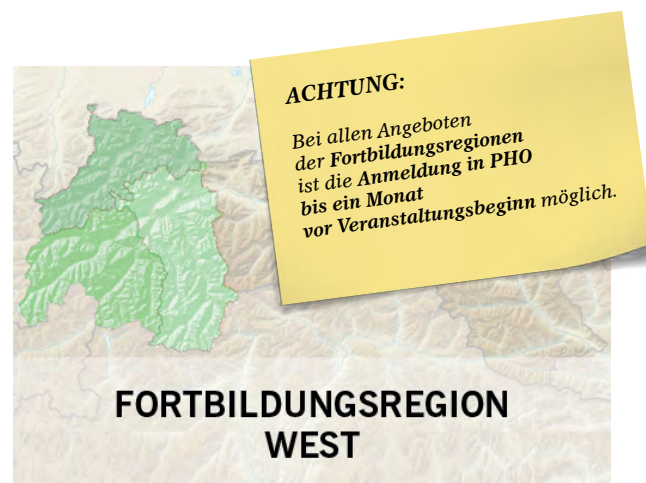 ACHTUNG:
Bei allen Angeboten
der Fortbildungsregionen
ist die Anmeldung in PHO
bis ein Monat
vor Veranstaltungsbeginn möglich.
FORTBILDUNGSREGION
WEST